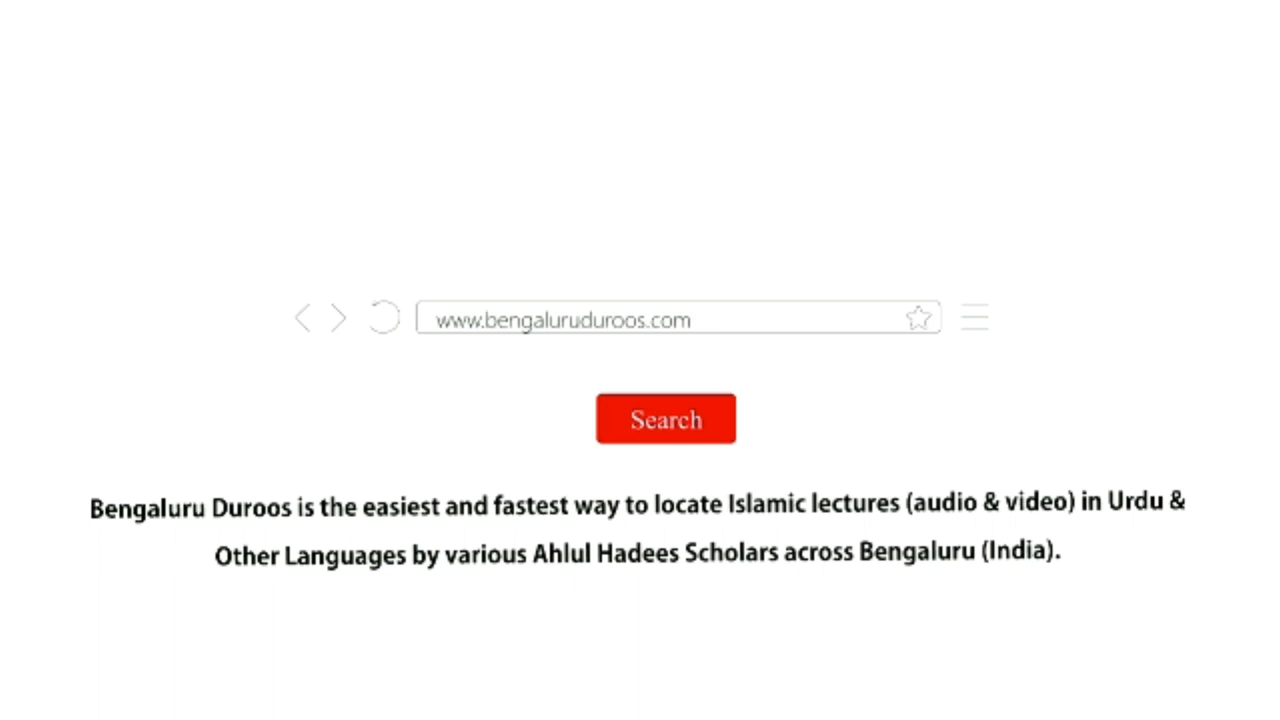 www.bengaluruduroos.com
Search
Bengaluru Duroos is the easiest and fastest way to locate Islamic lectures (audio & video) in Urdu &
Other Languages by various Ahlul Hadees Scholars across Bengaluru (India).